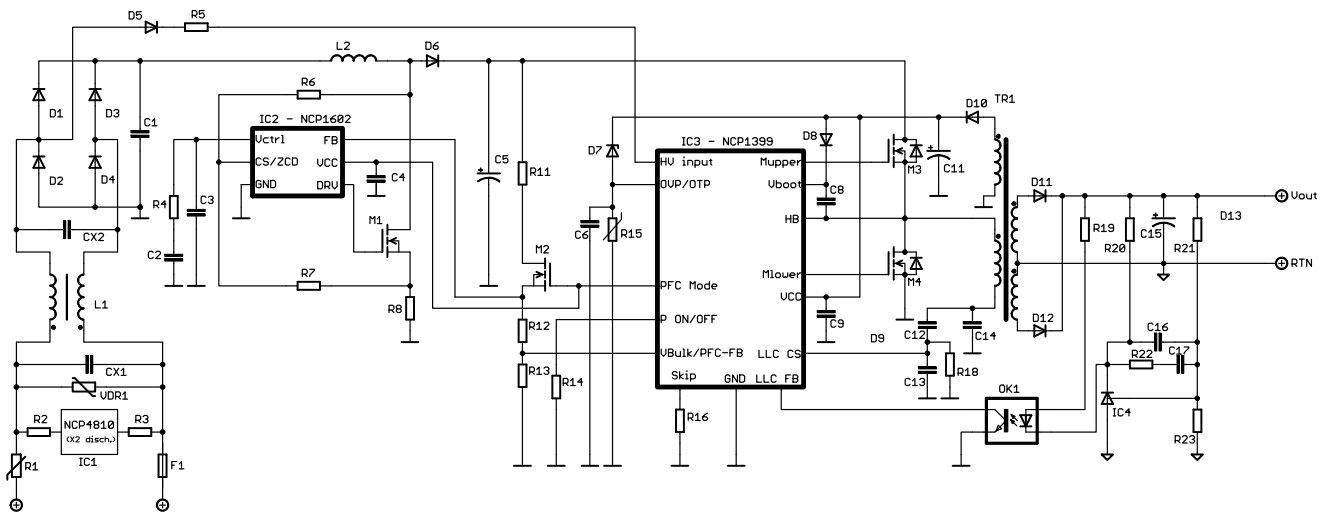 D5
R5
L2
D6
D1
D3
C1
R6
IC2 - NCP1602
Vctrl
FB
CS/ZCD
VCC
GND
DRV
C4
D2
D4
R4
C3
C2
CX2
M1
R7
R8
L1
CX1
VDR1
R2
NCP4810
(X2 disch.)
R3
IC1
R1
F1
C5
R11
M2
R12
R13
R14
C6
D7
R15
IC3 - NCP1399
HV input
Mupper
OVP/OTP
Vboot
HB
Mlower
PFC Mode
VCC
P ON/OFF
VBulk/PFC-FB
LLC CS
Skip
GND
LLC FB
R16
D8
C8
C9
M3
C11
D10
TR1
M4
D9
C12
C14
C13
R18
OK1
D11
D12
R19
R20
C15
R21
D13
Vout
RTN
C16
R22
C17
IC4
R23